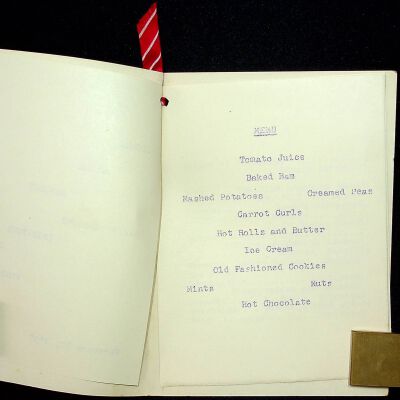 MENU
Tomato Juice
Baked Ham
Mashed Potatoes Creamed Peas
Carrot Curls
Hot Rolls and Butter
Ice Cream
Old Fashioned Cookies
Mints Nuts
Hot Chocolate